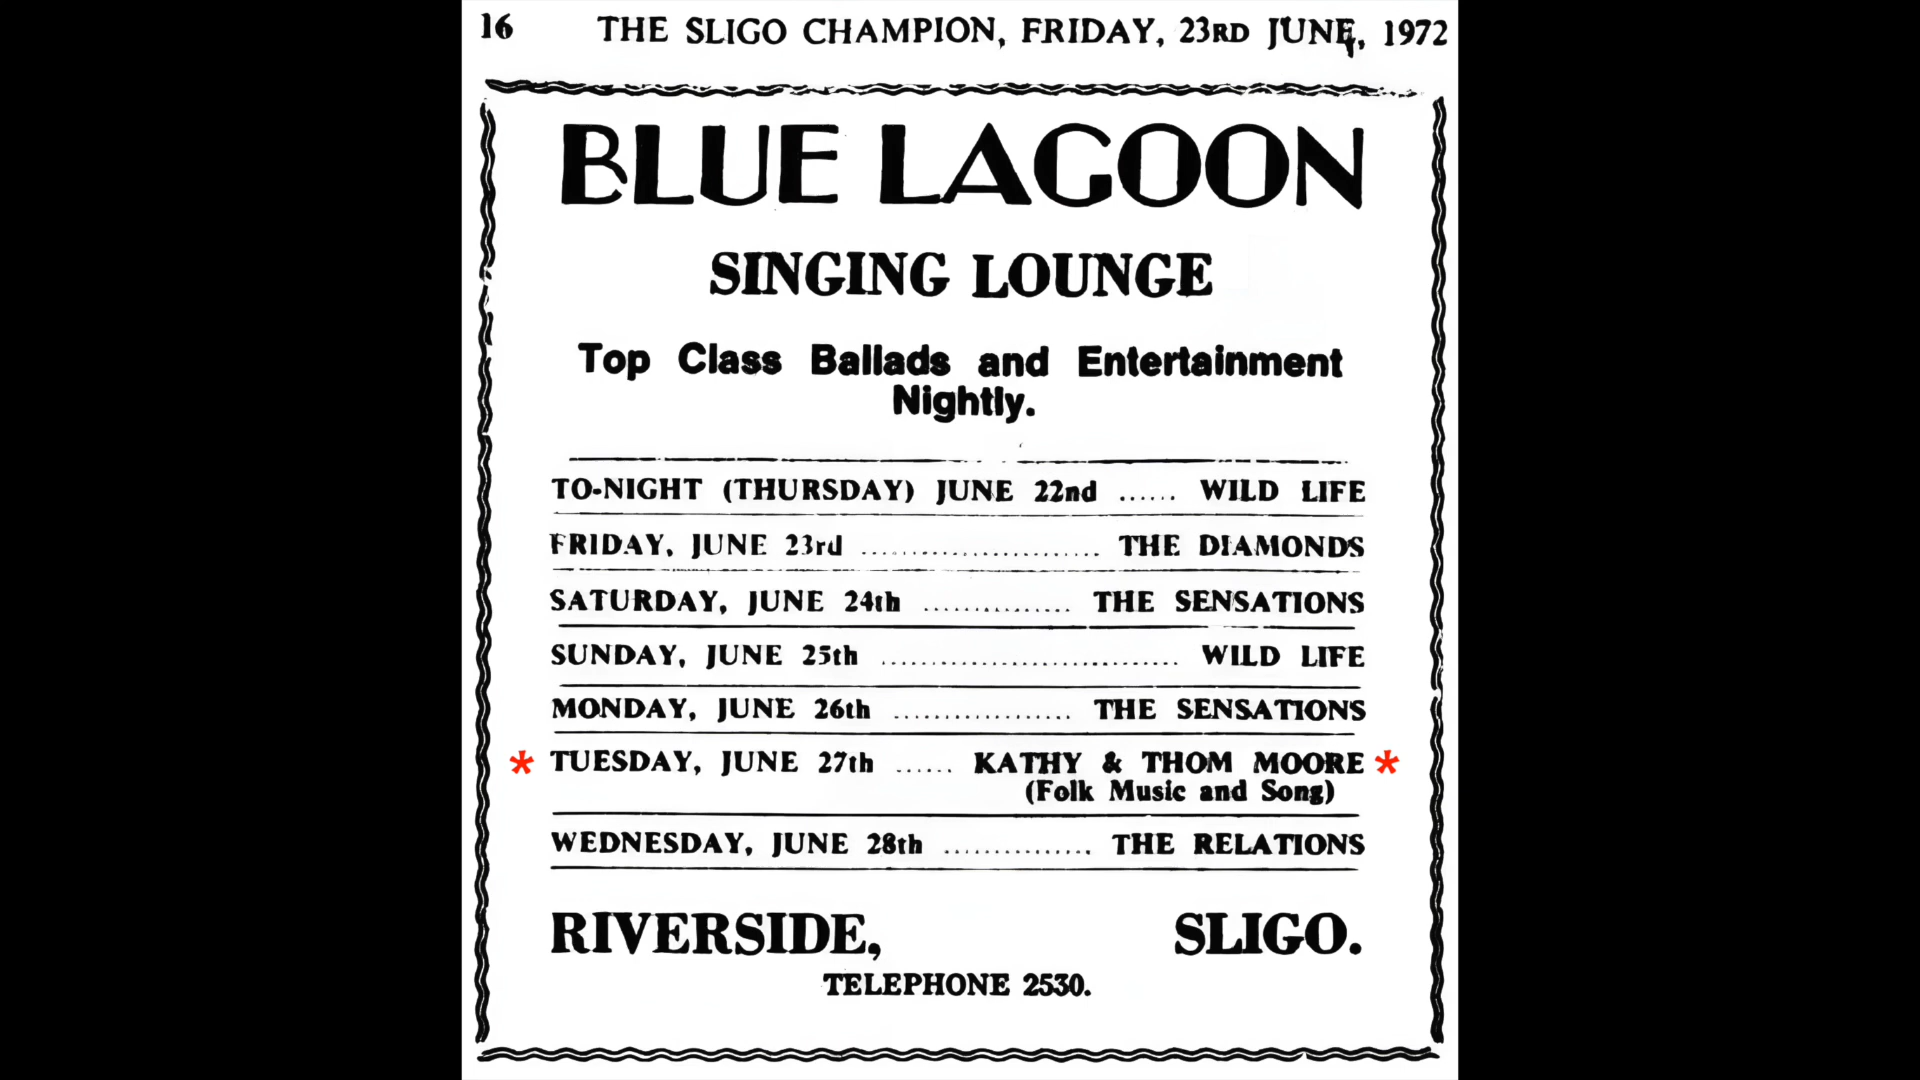 16 THE SLIGO CHAMPION, FRIDAY, 23RD JUNE, 1972
BLUE LAGOON
SINGING LOUNGE
Top Class Ballads and Entertainment
Nightly.
TO-NIGHT (THURSDAY) JUNE 22nd ...... WILD LIFE
FRIDAY, JUNE 23rd ........................ THE DIAMONDS
SATURDAY, JUNE 24th ............... THE SENSATIONS
SUNDAY, JUNE 25th .............................. WILD LIFE
MONDAY, JUNE 26th .................. THE SENSATIONS
* TUESDAY, JUNE 27th ...... KATHY & THOM MOORE *
(Folk Music and Song)
WEDNESDAY, JUNE 28th ............... THE RELATIONS
RIVERSIDE, SLIGO.
TELEPHONE 2530.